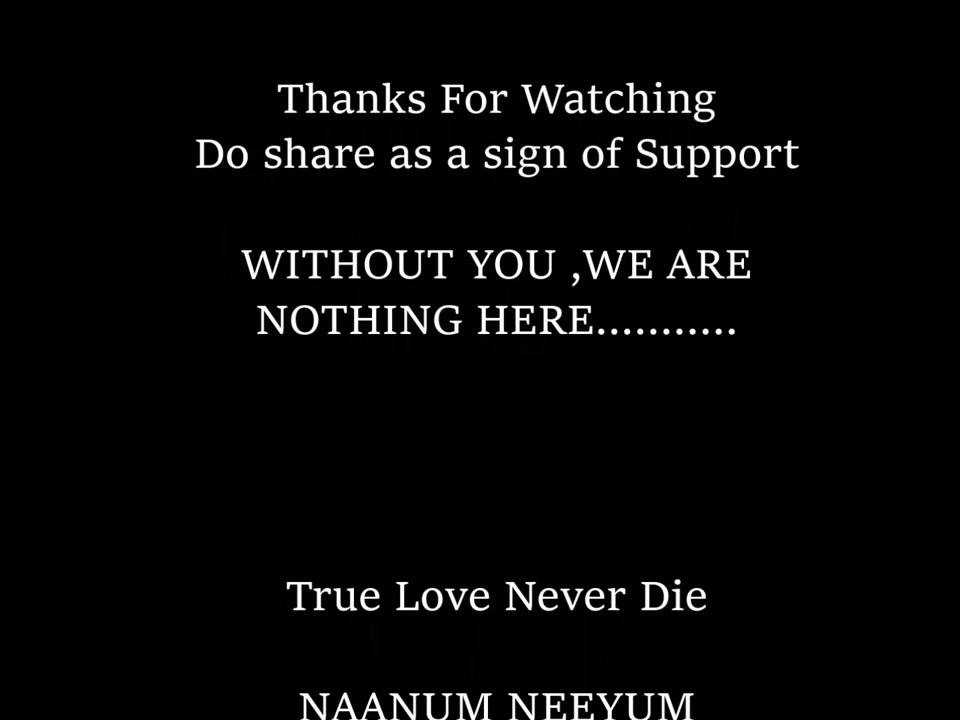 Thanks For Watching
Do share as a sign of Support
WITHOUT YOU ,WE ARE
NOTHING HERE...........
True Love Never Die
NAANUM NEEYUM